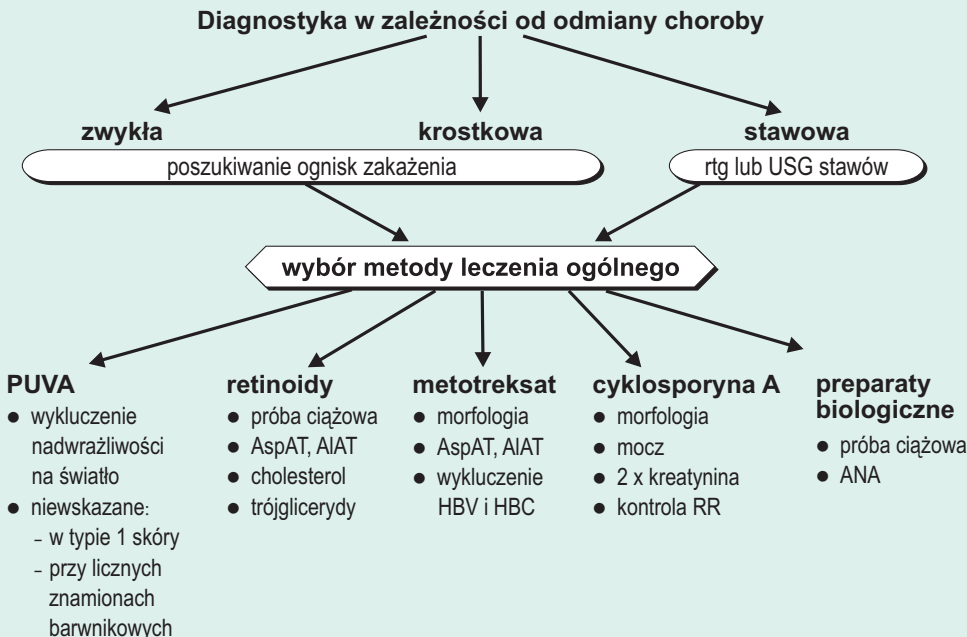 Diagnostyka w zależności od odmiany choroby
zwykła
krostkowa
stawowa
poszukiwanie ognisk zakażenia
rtg lub USG stawów
wybór metody leczenia ogólnego
PUVA
● wykluczenie
nadwrażliwości
na światło
● niewskazane:
– w typie 1 skóry
– przy licznych
znamionach
barwnikowych
retinoidy
● próba ciążowa
● AspAT, AlAT
● cholesterol
● trójglicerydy
metotreksat
● morfologia
● AspAT, AlAT
● wykluczenie
HBV i HBC
cyklosporyna A
● morfologia
● mocz
● 2 x kreatynina
● kontrola RR
preparaty
biologiczne
● próba ciążowa
● ANA